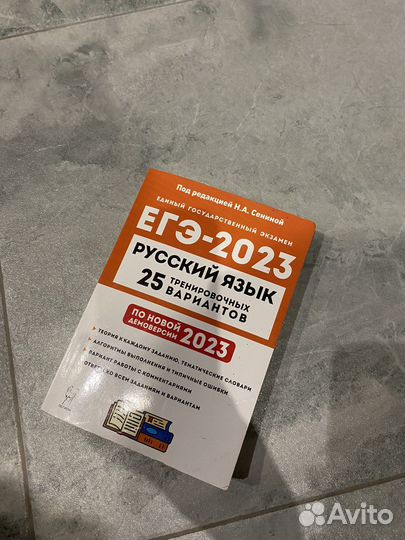 Под редакцией Н.А. Сениной
ЕДИНЫЙ ГОСУДАРСТВЕННЫЙ ЭКЗАМЕН
ЕГЭ-2023
РУССКИЙ ЯЗЫК
25 ТРЕНИРОВОЧНЫХ
ВАРИАНТОВ
ПО НОВОЙ
ДЕМОВЕРСИИ 2023
ТЕОРИЯ К КАЖДОМУ ЗАДАНИЮ, ТЕМАТИЧЕСКИЕ СЛОВАРИ
АЛГОРИТМЫ ВЫПОЛНЕНИЯ И ТИПИЧНЫЕ ОШИБКИ
ВАРИАНТ РАБОТЫ С КОММЕНТАРИЯМИ
ОТВЕТЫ КО ВСЕМ ЗАДАНИЯМ И ВАРИАНТАМ
Avito